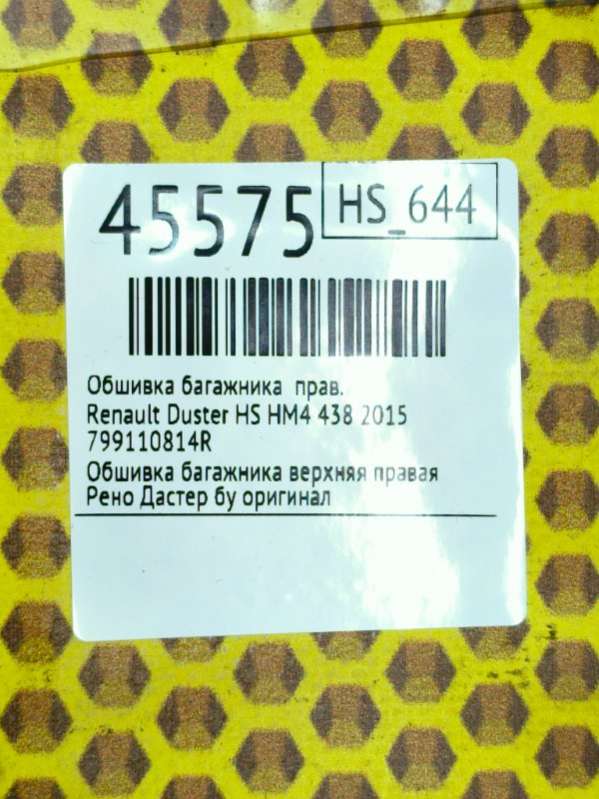 45575
HS_644
Обшивка багажника прав.
Renault Duster HS HM4 438 2015
799110814R
Обшивка багажника верхняя правая
Рено Дастер бу оригинал